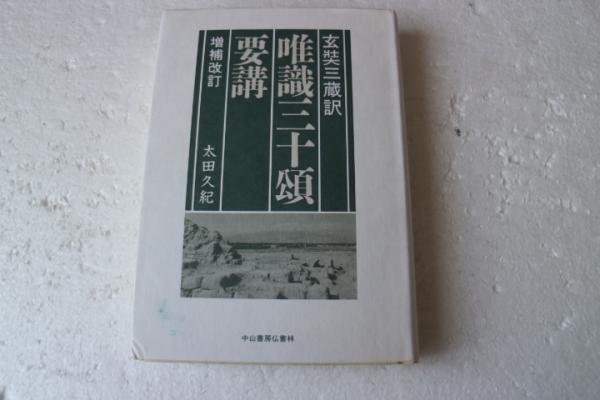 玄奘三蔵訳
唯識三十頌
要講
増補改訂
太田久紀
中山書房仏書林